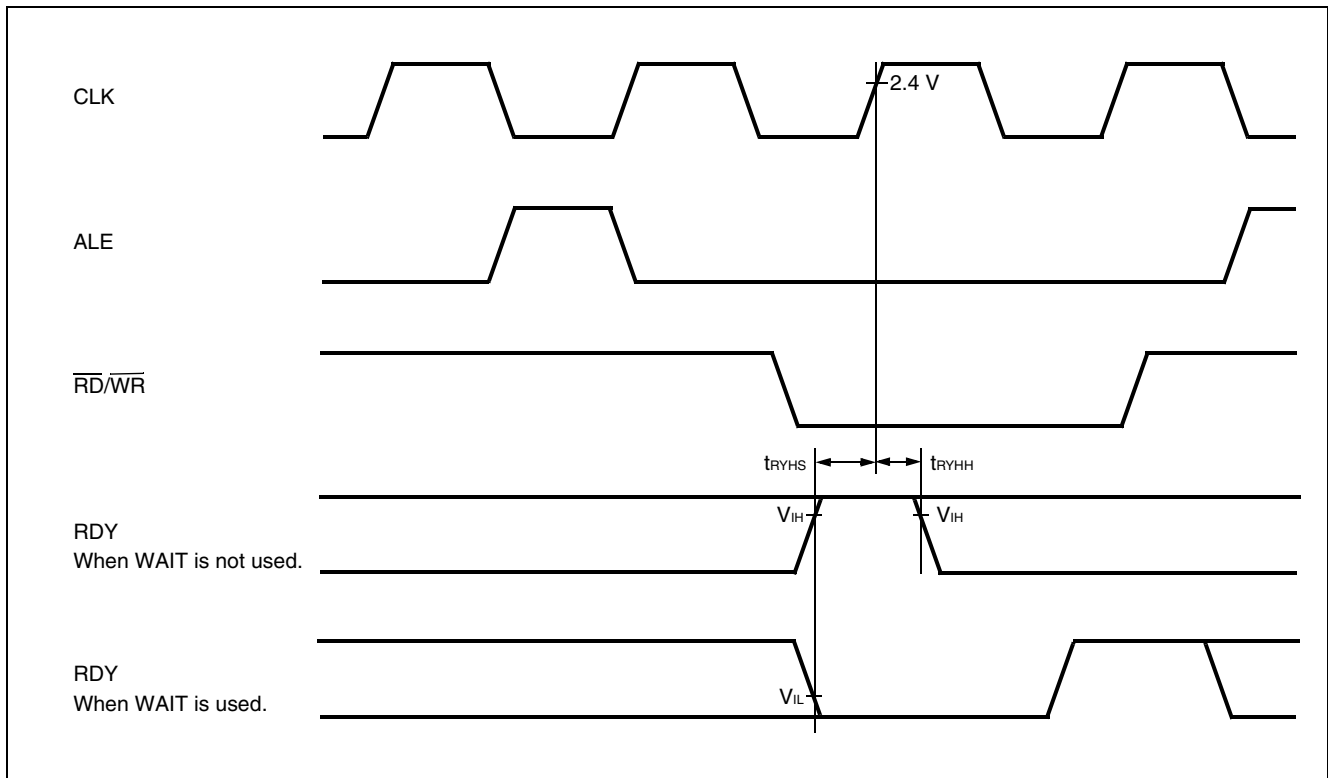 CLK
2.4 V
ALE
RD/WR
tRYHS
tRYHH
RDY
When WAIT is not used.
VIH
VIH
RDY
When WAIT is used.
VIL